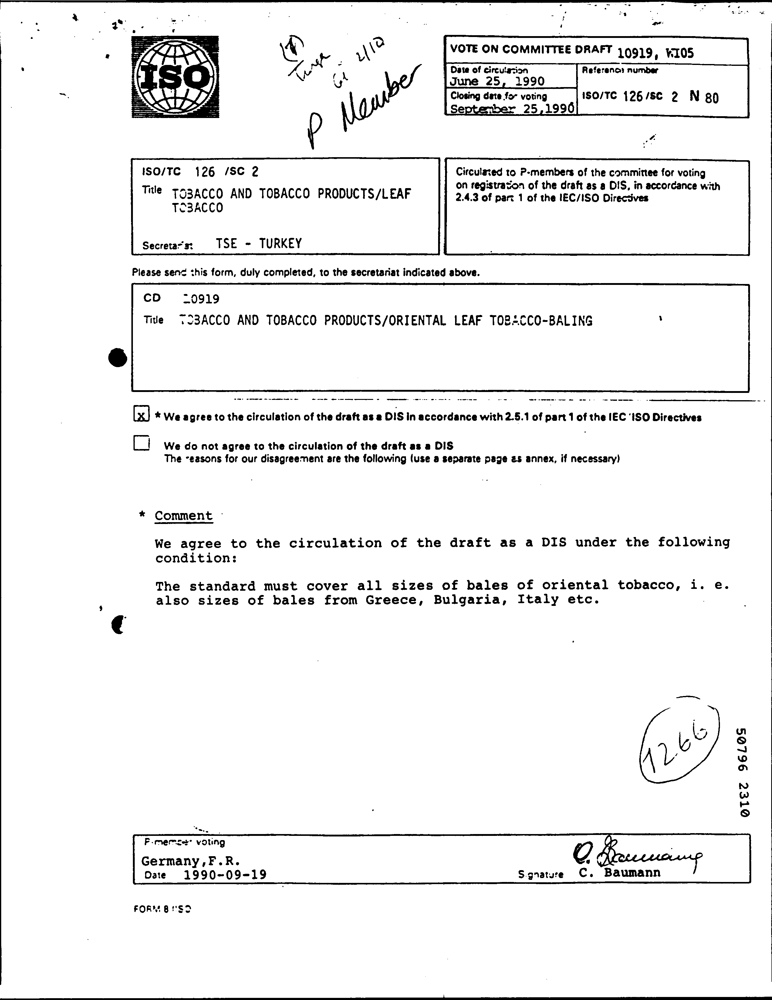 ISO
2/10
P Member
VOTE ON COMMITTEE DRAFT 10919, WI05
Date of circulation
June 25, 1990
Reference number
Closing date for voting
September 25,1990
ISO/TC 126/SC 2 N 80
ISO/TC 126 /SC 2
Title TOBACCO AND TOBACCO PRODUCTS/LEAF
TOBACCO
Secretariat TSE - TURKEY
Circulated to P-members of the committee for voting
on registration of the draft as a DIS, in accordance with
2.4.3 of part 1 of the IEC/ISO Directives
Please send this form, duly completed, to the secretariat indicated above.
CD 10919
Title TOBACCO AND TOBACCO PRODUCTS/ORIENTAL LEAF TOBACCO-BALING
x * We agree to the circulation of the draft as a DIS in accordance with 2.5.1 of part 1 of the IEC/ISO Directives
We do not agree to the circulation of the draft as a DIS
The reasons for our disagreement are the following (use a separate page as annex, if necessary)
* Comment
We agree to the circulation of the draft as a DIS under the following
condition:
The standard must cover all sizes of bales of oriental tobacco, i. e.
also sizes of bales from Greece, Bulgaria, Italy etc.
1266
50796 2310
P-member voting
Germany,F.R.
Date 1990-09-19
C. Baumann
Signature C. Baumann
FORM 8 (ISO